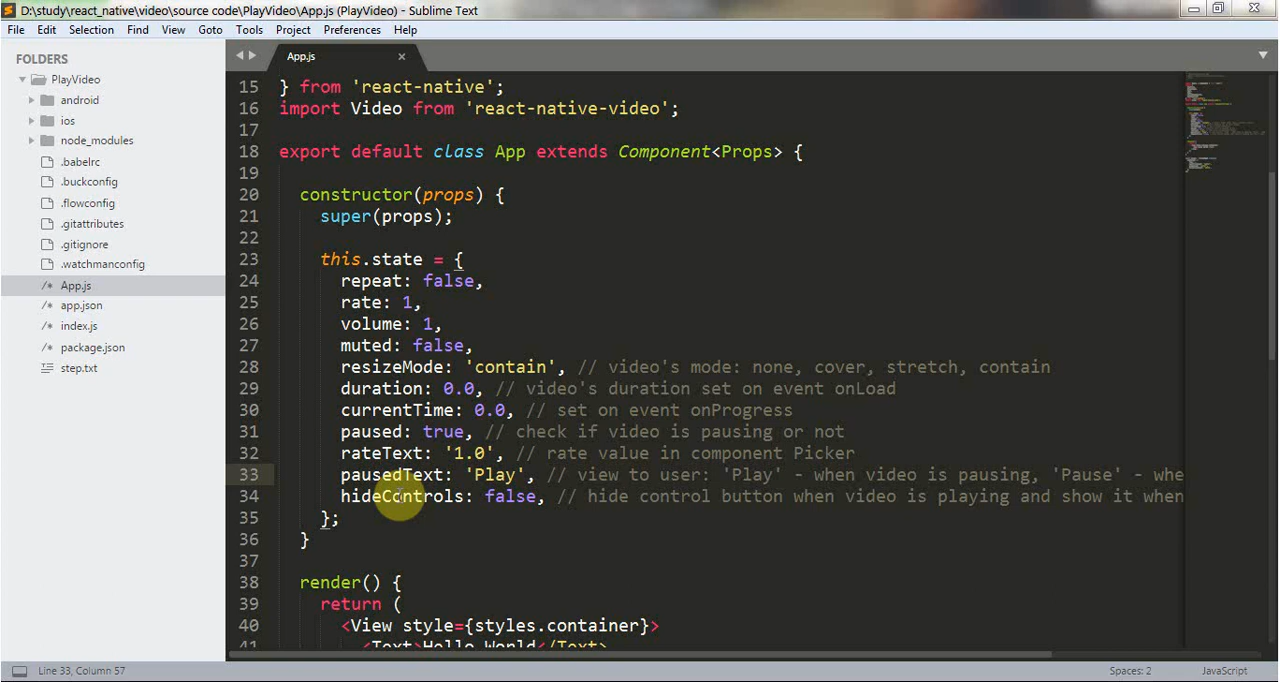 D:\study\react_native\video\source code\PlayVideo\App.js (PlayVideo) - Sublime Text
File Edit Selection Find View Goto Tools Project Preferences Help
FOLDERS
PlayVideo
android
ios
node_modules
.babelrc
.buckconfig
.flowconfig
.gitattributes
.gitignore
.watchmanconfig
App.js
app.json
index.js
package.json
step.txt
App.js
15 } from 'react-native';
16 import Video from 'react-native-video';
17
18 export default class App extends Component<Props> {
19
20 constructor(props) {
21 super(props);
22
23 this.state = {
24 repeat: false,
25 rate: 1,
26 volume: 1,
27 muted: false,
28 resizeMode: 'contain', // video's mode: none, cover, stretch, contain
29 duration: 0.0, // video's duration set on event onLoad
30 currentTime: 0.0, // set on event onProgress
31 paused: true, // check if video is pausing or not
32 rateText: '1.0', // rate value in component Picker
33 pausedText: 'Play', // view to user: 'Play' - when video is pausing, 'Pause' - whe
34 hideControls: false, // hide control button when video is playing and show it when
35 };
36 }
37
38 render() {
39 return (
40 <View style={styles.container}>
41 <Text>Hello World</Text>
Line 33, Column 57
Spaces: 2
JavaScript